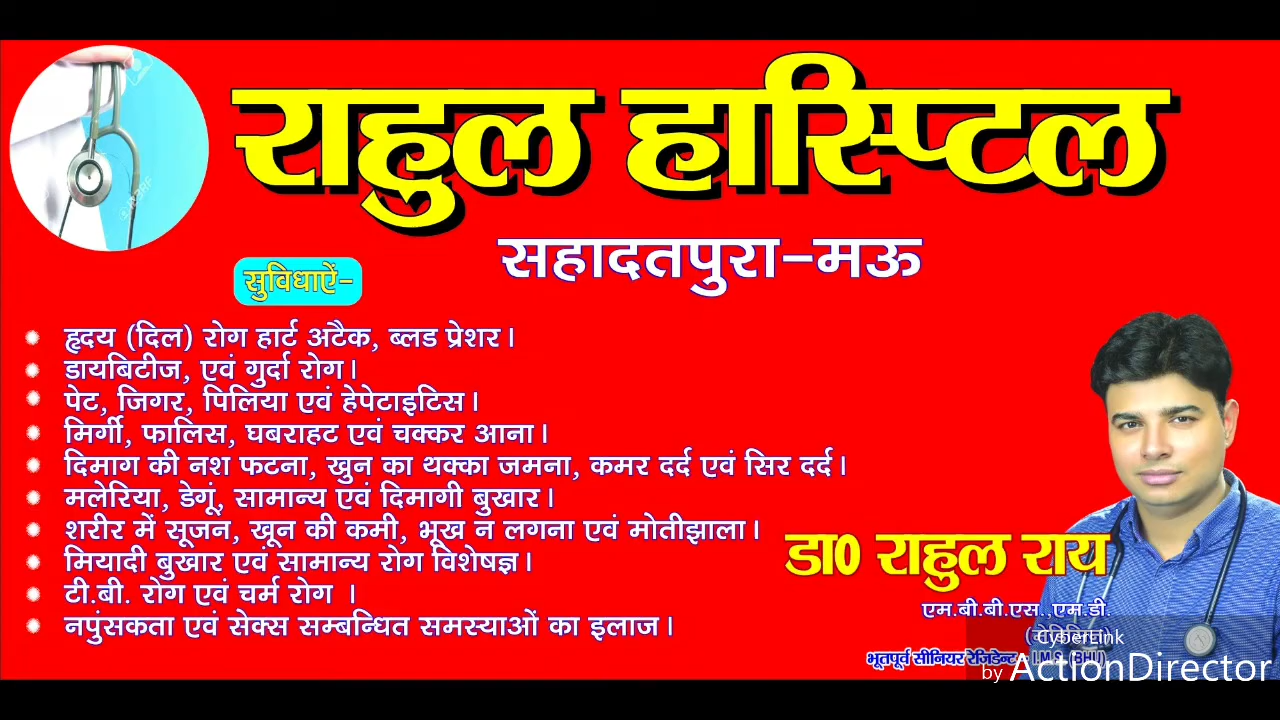 राहुल हास्पिटल
सहादतपुरा-मऊ
सुविधाऐं-
हृदय (दिल) रोग हार्ट अटैक, ब्लड प्रेशर।
डायबिटीज, एवं गुर्दा रोग।
पेट, जिगर, पिलिया एवं हेपेटाइटिस।
मिर्गी, फालिस, घबराहट एवं चक्कर आना।
दिमाग की नश फटना, खुन का थक्का जमना, कमर दर्द एवं सिर दर्द।
मलेरिया, डेगूं, सामान्य एवं दिमागी बुखार।
शरीर में सूजन, खून की कमी, भूख न लगना एवं मोतीझाला।
मियादी बुखार एवं सामान्य रोग विशेषज्ञ।
टी.बी. रोग एवं चर्म रोग ।
नपुंसकता एवं सेक्स सम्बन्धित समस्याओं का इलाज।
डा0 राहुल राय
एम.बी.बी.एस. एम.डी.
भूतपूर्व सीनियर रेजिडेन्ट - I.M.S. (BHU)
CyberLink
by ActionDirector